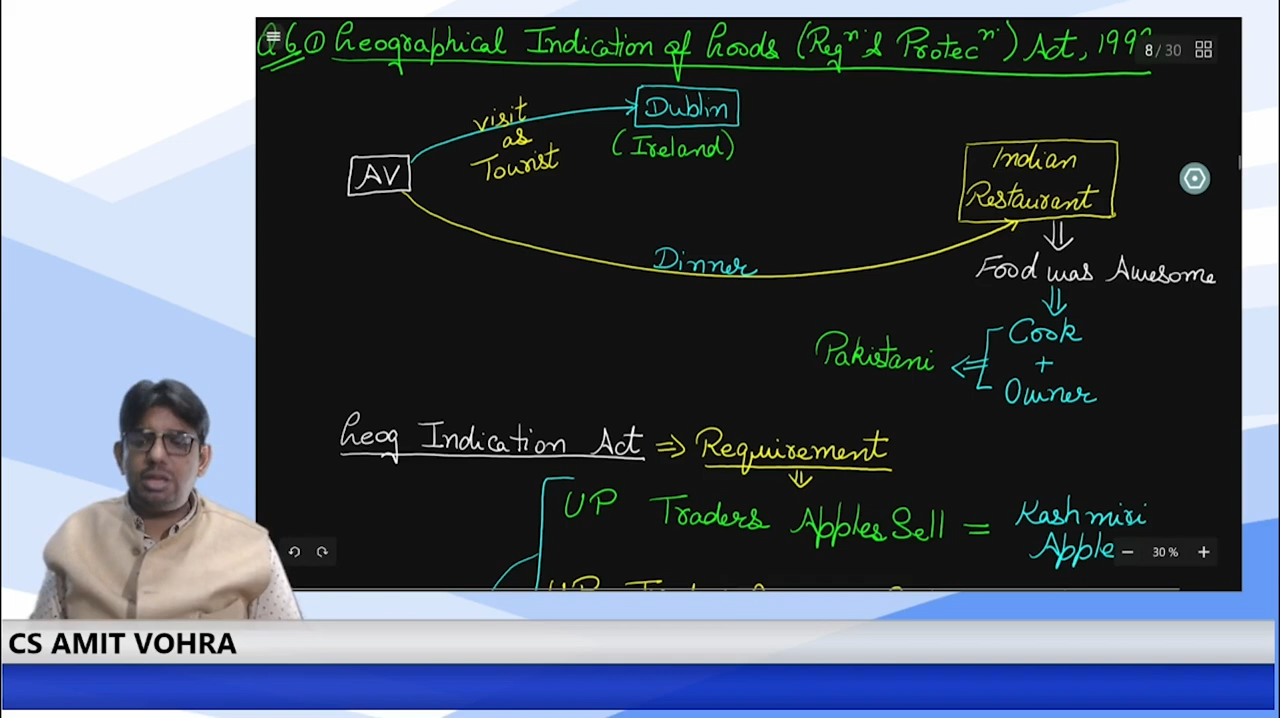 Q6① Geographical Indication of Goods (Regⁿ & Protecⁿ) Act, 199
8 / 30
visit
as
Tourist
Dublin
(Ireland)
AV
Indian
Restaurant
Dinner
Food was Awesome
Cook
+
Owner
Pakistani
Geog Indication Act ⇒ Requirement
UP Traders Apples Sell = Kashmiri
Apple
30 %
CS AMIT VOHRA